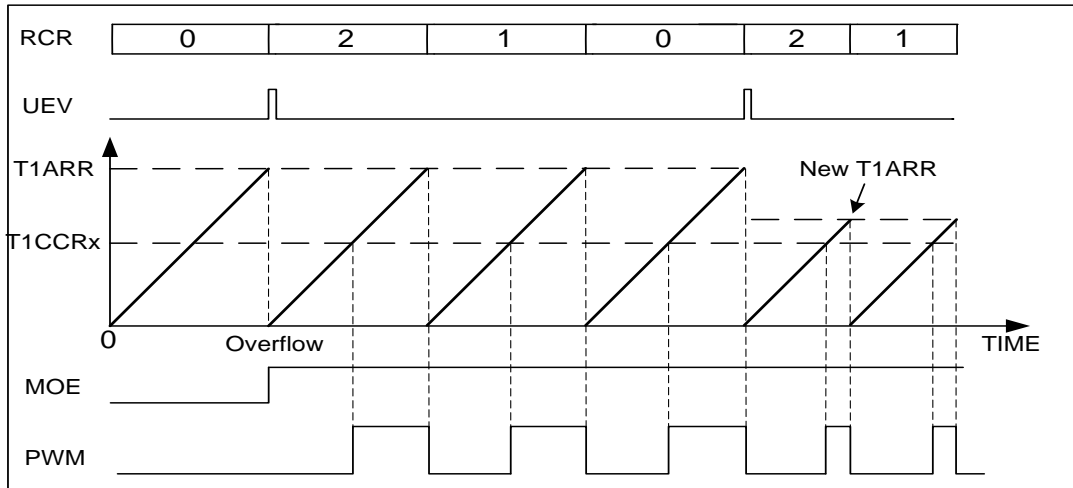 RCR 0 2 1 0 2 1
UEV
T1ARR
New T1ARR
T1CCRx
0 Overflow TIME
MOE
PWM